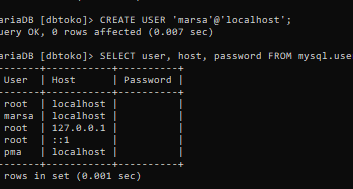 ariaDB [dbtoko]> CREATE USER 'marsa'@'localhost';
uery OK, 0 rows affected (0.007 sec)
ariaDB [dbtoko]> SELECT user, host, password FROM mysql.use
-------+-----------+----------+
User  | Host      | Password |
-------+-----------+----------+
root  | localhost |          |
marsa | localhost |          |
root  | 127.0.0.1 |          |
root  | ::1       |          |
pma   | localhost |          |
-------+-----------+----------+
rows in set (0.001 sec)